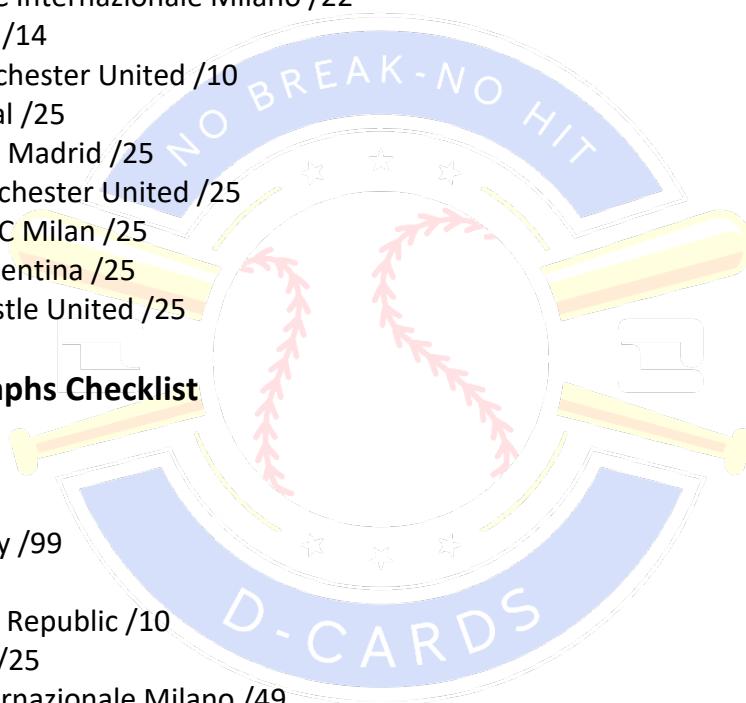 Internazionale Milano /22
/14
chester United /10
al /25
Madrid /25
chester United /25
C Milan /25
entina /25
stle United /25
aphs Checklist
y /99
Republic /10
/25
ernazionale Milano /49
NO BREAK-NO HIT
D-CARDS